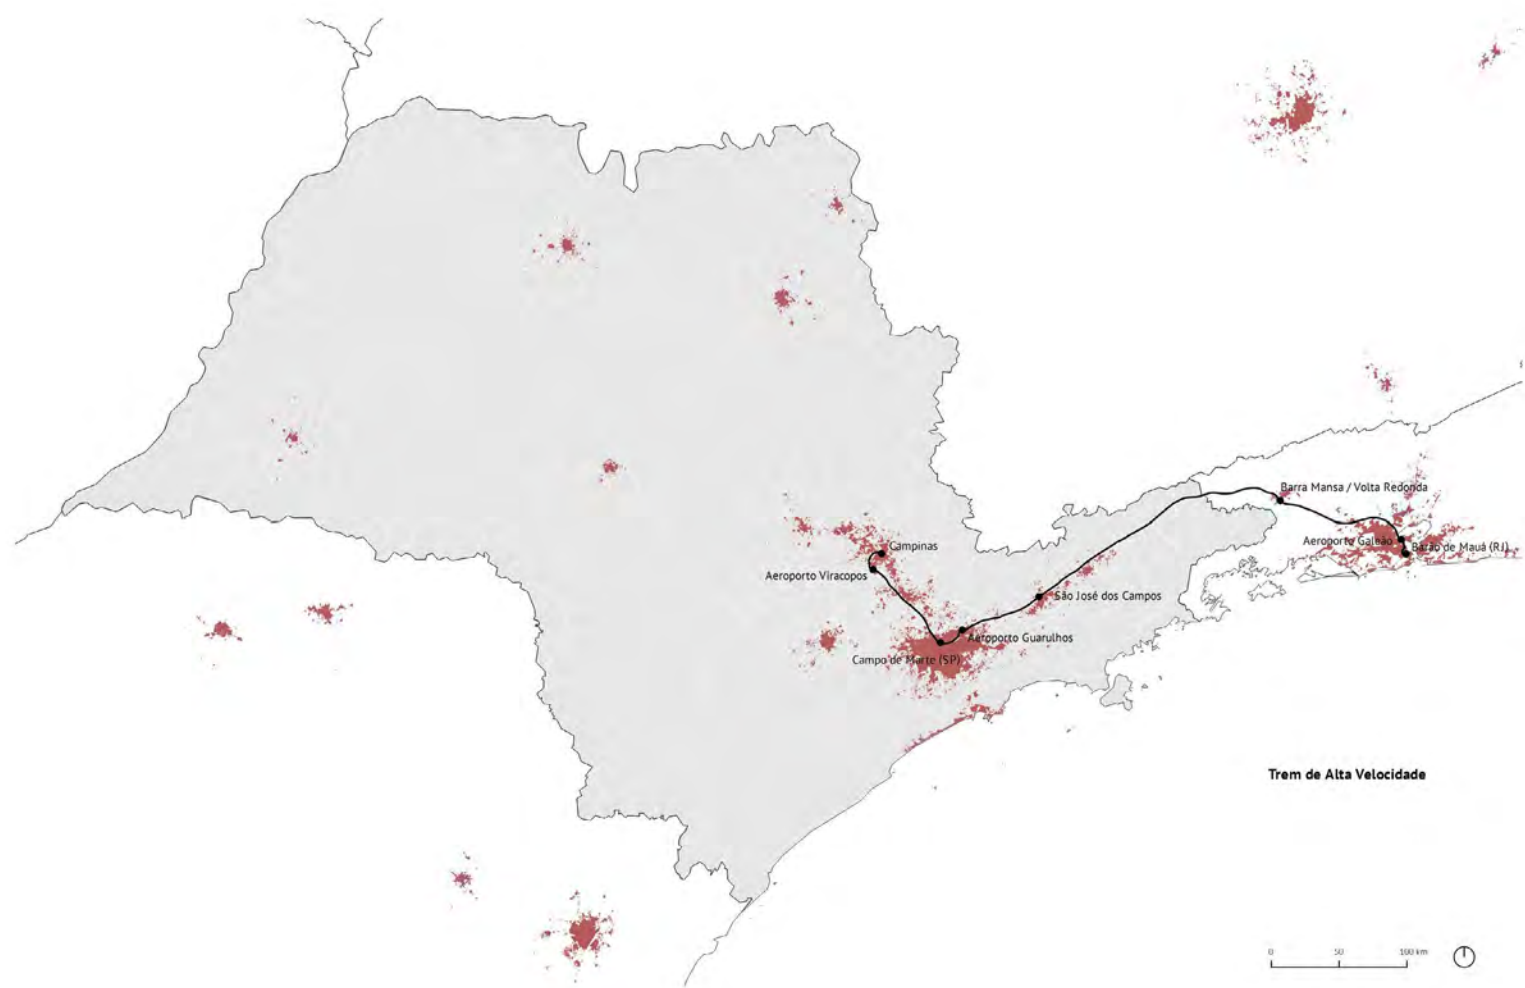 Barra Mansa / Volta Redonda
Aeroporto Galeão
Barão de Mauá (RJ)
Campinas
Aeroporto Viracopos
São José dos Campos
Aeroporto Guarulhos
Campo de Marte (SP)
Trem de Alta Velocidade
0 50 100 km